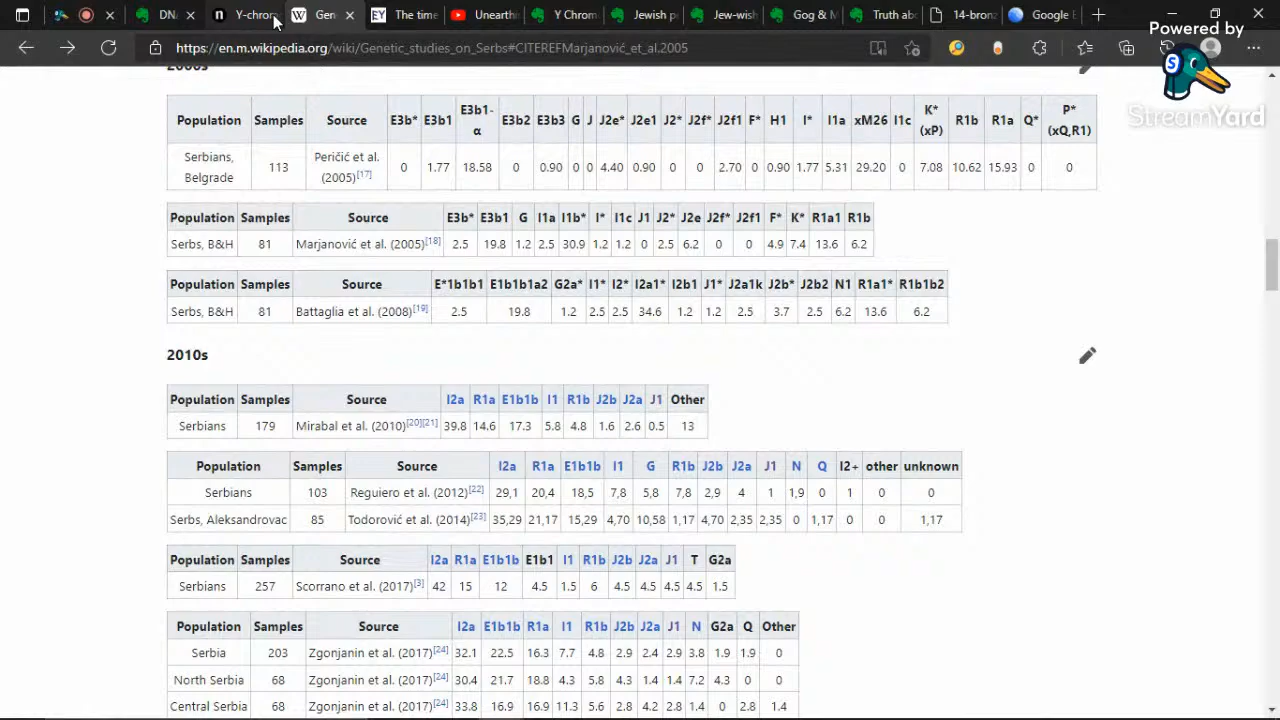 DNA
Y-chrom
Gen
The time
Unearth
Y Chrom
Jewish p
Jew-wish
Gog & M
Truth abo
14-bronz
Google E
https://en.m.wikipedia.org/wiki/Genetic_studies_on_Serbs#CITEREFMarjanović_et_al.2005
Powered by
StreamYard
2000s
Population Samples Source E3b* E3b1 E3b1-α E3b2 E3b3 G J J2e* J2e1 J2* J2f* J2f1 F* H1 I* I1a xM26 I1c K*(xP) R1b R1a Q* P*(xQ,R1)
Serbians, Belgrade 113 Peričić et al. (2005)[17] 0 1.77 18.58 0 0.90 0 0 4.40 0.90 0 0 2.70 0 0.90 1.77 5.31 29.20 0 7.08 10.62 15.93 0 0
Population Samples Source E3b* E3b1 G I1a I1b* I* I1c J1 J2* J2e J2f* J2f1 F* K* R1a1 R1b
Serbs, B&H 81 Marjanović et al. (2005)[18] 2.5 19.8 1.2 2.5 30.9 1.2 1.2 0 2.5 6.2 0 0 4.9 7.4 13.6 6.2
Population Samples Source E*1b1b1 E1b1b1a2 G2a* I1* I2* I2a1* I2b1 J1* J2a1k J2b* J2b2 N1 R1a1* R1b1b2
Serbs, B&H 81 Battaglia et al. (2008)[19] 2.5 19.8 1.2 2.5 2.5 34.6 1.2 1.2 2.5 3.7 2.5 6.2 13.6 6.2
2010s
Population Samples Source I2a R1a E1b1b I1 R1b J2b J2a J1 Other
Serbians 179 Mirabal et al. (2010)[20][21] 39.8 14.6 17.3 5.8 4.8 1.6 2.6 0.5 13
Population Samples Source I2a R1a E1b1b I1 G R1b J2b J2a J1 N Q I2+ other unknown
Serbians 103 Reguiero et al. (2012)[22] 29,1 20,4 18,5 7,8 5,8 7,8 2,9 4 1 1,9 0 1 0 0
Serbs, Aleksandrovac 85 Todorović et al. (2014)[23] 35,29 21,17 15,29 4,70 10,58 1,17 4,70 2,35 2,35 0 1,17 0 0 1,17
Population Samples Source I2a R1a E1b1b E1b1 I1 R1b J2b J2a J1 T G2a
Serbians 257 Scorrano et al. (2017)[3] 42 15 12 4.5 1.5 6 4.5 4.5 4.5 4.5 1.5
Population Samples Source I2a E1b1b R1a I1 R1b J2b J2a J1 N G2a Q Other
Serbia 203 Zgonjanin et al. (2017)[24] 32.1 22.5 16.3 7.7 4.8 2.9 2.4 2.9 3.8 1.9 1.9 0
North Serbia 68 Zgonjanin et al. (2017)[24] 30.4 21.7 18.8 4.3 5.8 4.3 1.4 1.4 7.2 4.3 0 0
Central Serbia 68 Zgonjanin et al. (2017)[24] 33.8 16.9 16.9 11.3 5.6 2.8 4.2 2.8 1.4 0 2.8 1.4